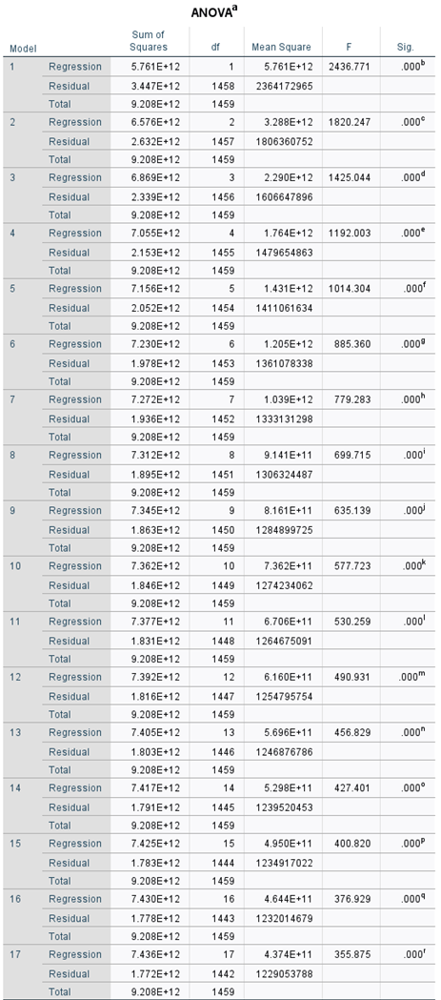 ANOVAa
Model Sum of Squares df Mean Square F Sig.
1 Regression 5.761E+12 1 5.761E+12 2436.771 .000b
Residual 3.447E+12 1458 2364172965
Total 9.208E+12 1459
2 Regression 6.576E+12 2 3.288E+12 1820.247 .000c
Residual 2.632E+12 1457 1806360752
Total 9.208E+12 1459
3 Regression 6.869E+12 3 2.290E+12 1425.044 .000d
Residual 2.339E+12 1456 1606647896
Total 9.208E+12 1459
4 Regression 7.055E+12 4 1.764E+12 1192.003 .000e
Residual 2.153E+12 1455 1479654863
Total 9.208E+12 1459
5 Regression 7.156E+12 5 1.431E+12 1014.304 .000f
Residual 2.052E+12 1454 1411061634
Total 9.208E+12 1459
6 Regression 7.230E+12 6 1.205E+12 885.360 .000g
Residual 1.978E+12 1453 1361078338
Total 9.208E+12 1459
7 Regression 7.272E+12 7 1.039E+12 779.283 .000h
Residual 1.936E+12 1452 1333131298
Total 9.208E+12 1459
8 Regression 7.312E+12 8 9.141E+11 699.715 .000i
Residual 1.895E+12 1451 1306324487
Total 9.208E+12 1459
9 Regression 7.345E+12 9 8.161E+11 635.139 .000j
Residual 1.863E+12 1450 1284899725
Total 9.208E+12 1459
10 Regression 7.362E+12 10 7.362E+11 577.723 .000k
Residual 1.846E+12 1449 1274234062
Total 9.208E+12 1459
11 Regression 7.377E+12 11 6.706E+11 530.259 .000l
Residual 1.831E+12 1448 1264675091
Total 9.208E+12 1459
12 Regression 7.392E+12 12 6.160E+11 490.931 .000m
Residual 1.816E+12 1447 1254795754
Total 9.208E+12 1459
13 Regression 7.405E+12 13 5.696E+11 456.829 .000n
Residual 1.803E+12 1446 1246876786
Total 9.208E+12 1459
14 Regression 7.417E+12 14 5.298E+11 427.401 .000o
Residual 1.791E+12 1445 1239520453
Total 9.208E+12 1459
15 Regression 7.425E+12 15 4.950E+11 400.820 .000p
Residual 1.783E+12 1444 1234917022
Total 9.208E+12 1459
16 Regression 7.430E+12 16 4.644E+11 376.929 .000q
Residual 1.778E+12 1443 1232014679
Total 9.208E+12 1459
17 Regression 7.436E+12 17 4.374E+11 355.875 .000r
Residual 1.772E+12 1442 1229053788
Total 9.208E+12 1459